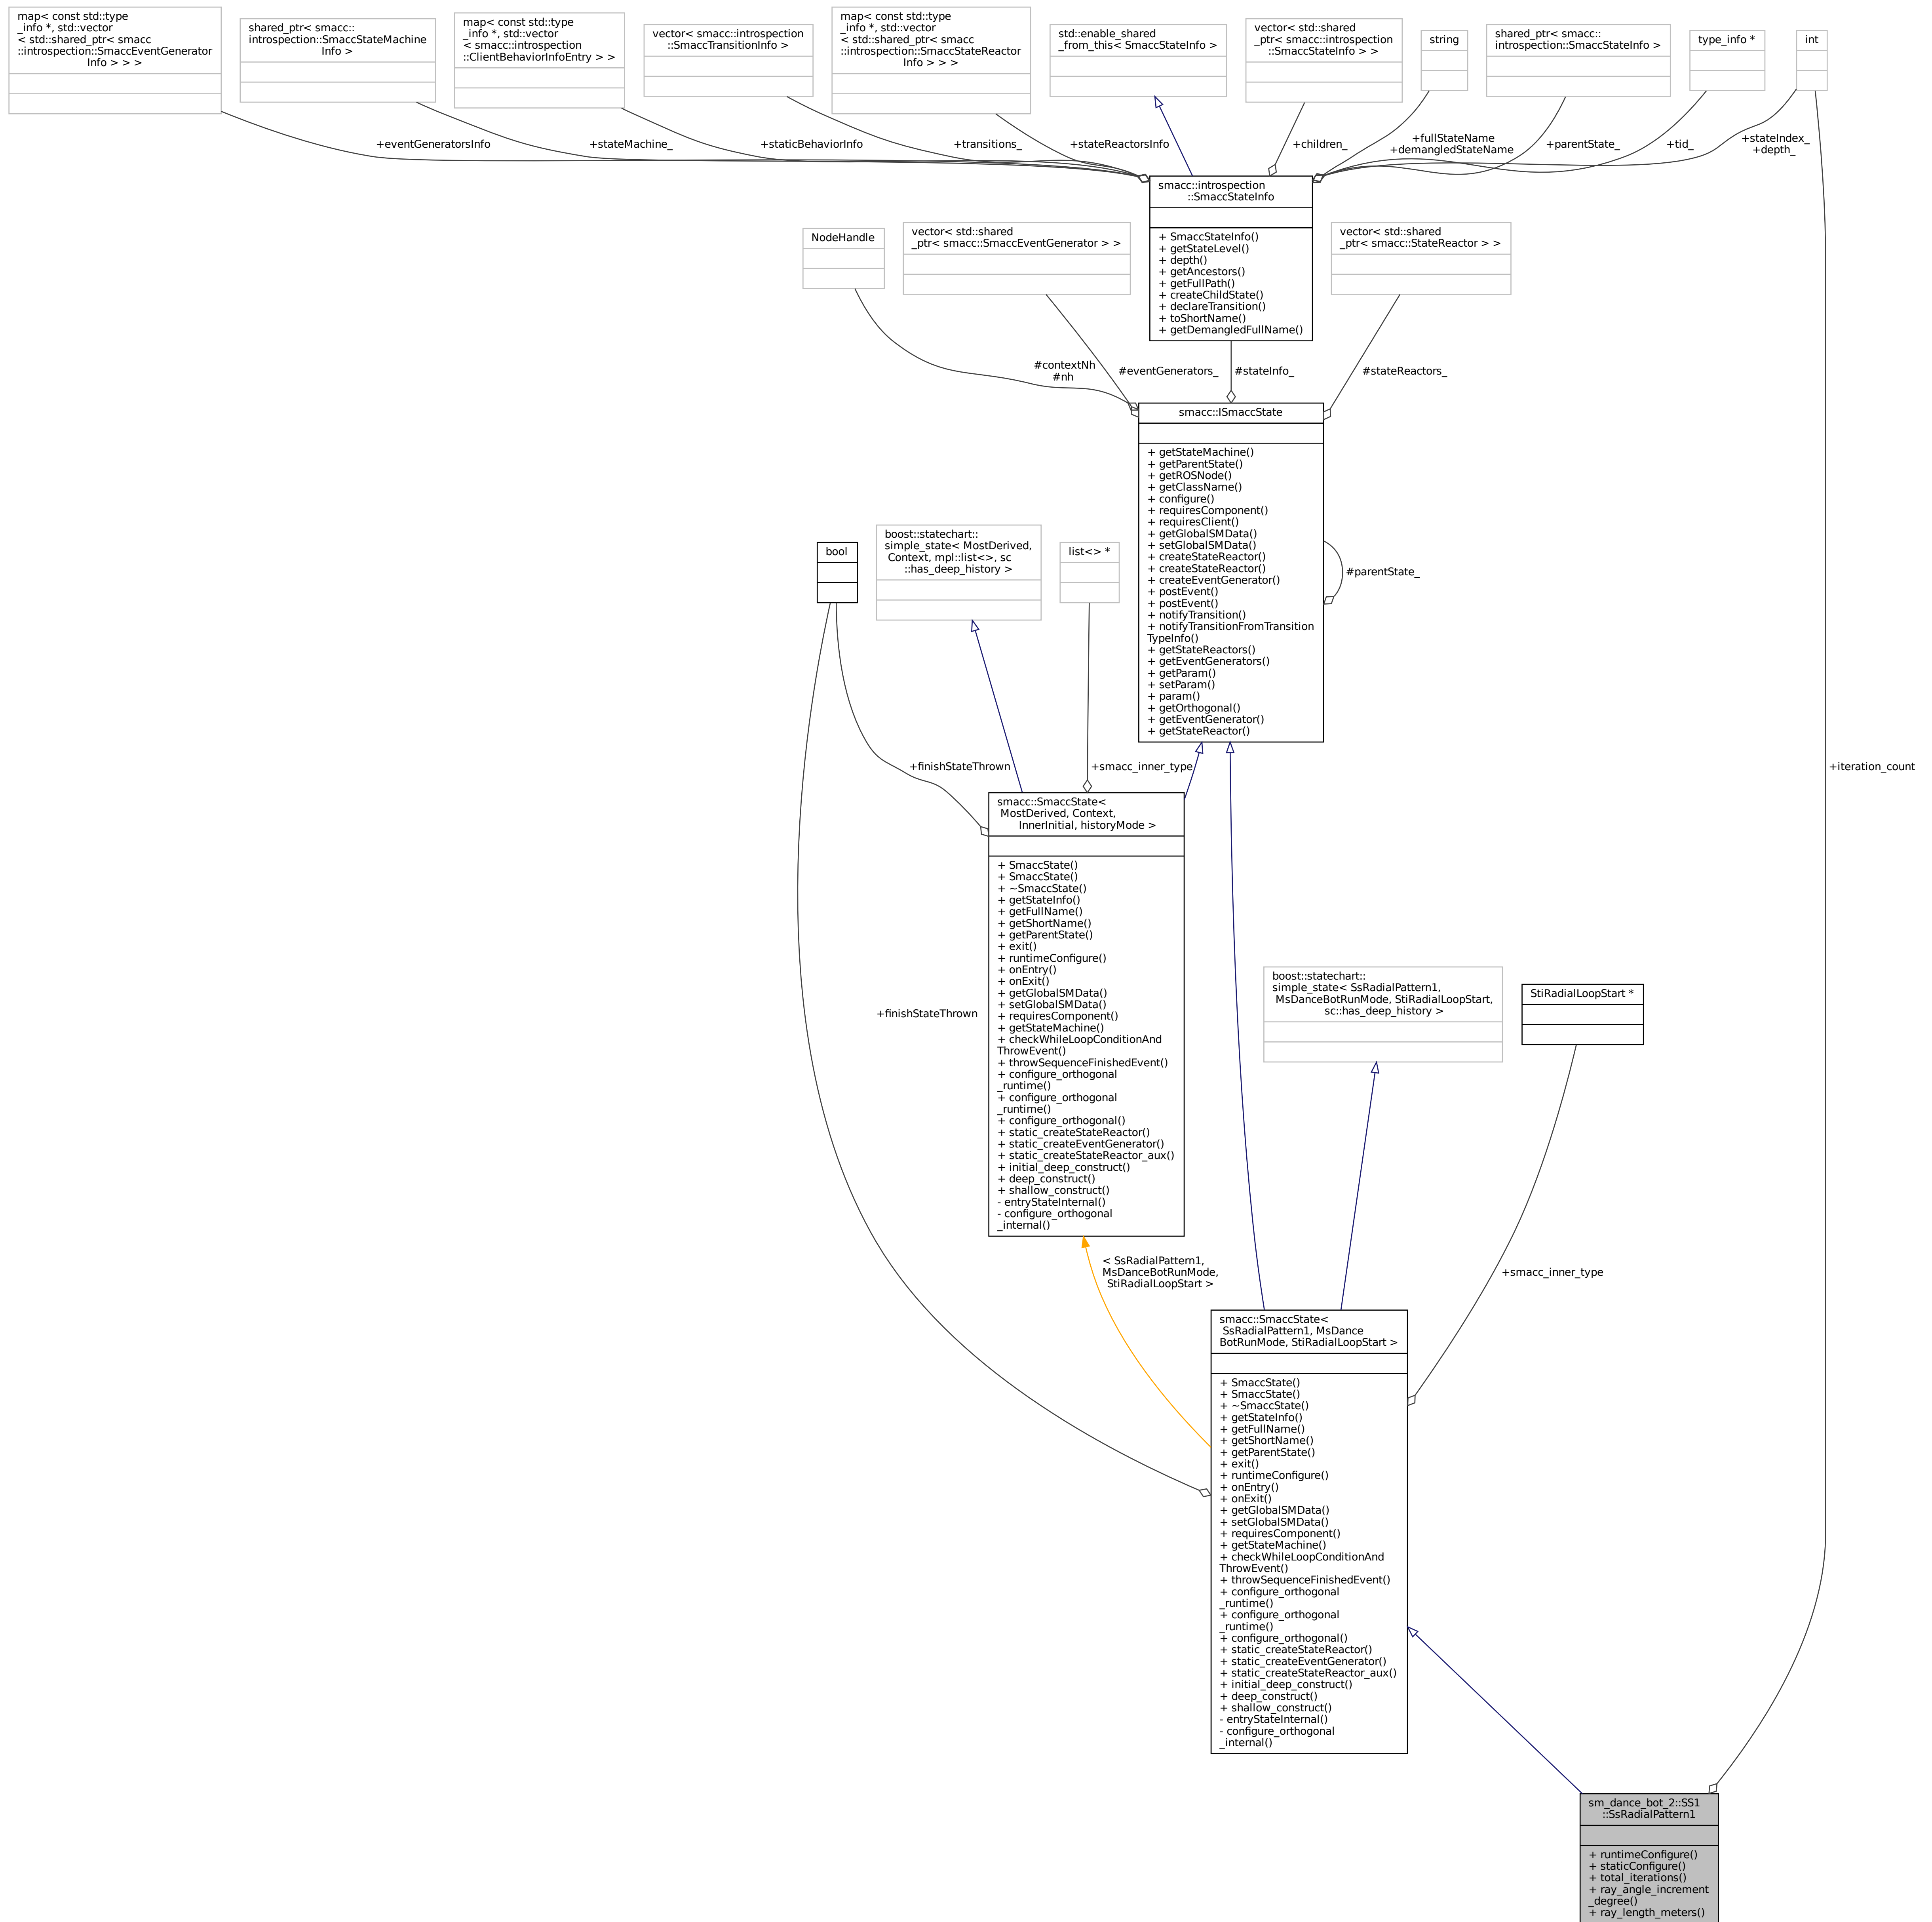 map< const std::type
_info *, std::vector
< std::shared_ptr< smacc
::introspection::SmaccEventGenerator
Info > > >
shared_ptr< smacc::
introspection::SmaccStateMachine
Info >
map< const std::type
_info *, std::vector
< smacc::introspection
::ClientBehaviorInfoEntry > >
vector< smacc::introspection
::SmaccTransitionInfo >
map< const std::type
_info *, std::vector
< std::shared_ptr< smacc
::introspection::SmaccStateReactor
Info > > >
std::enable_shared
_from_this< SmaccStateInfo >
vector< std::shared
_ptr< smacc::introspection
::SmaccStateInfo > >
string
shared_ptr< smacc::
introspection::SmaccStateInfo >
type_info *
int
+eventGeneratorsInfo
+stateMachine_
+staticBehaviorInfo
+transitions_
+stateReactorsInfo
+children_
+fullStateName
+demangledStateName
+parentState_
+tid_
+stateIndex_
+depth_
smacc::introspection
::SmaccStateInfo
+ SmaccStateInfo()
+ getStateLevel()
+ depth()
+ getAncestors()
+ getFullPath()
+ createChildState()
+ declareTransition()
+ toShortName()
+ getDemangledFullName()
NodeHandle
vector< std::shared
_ptr< smacc::SmaccEventGenerator > >
vector< std::shared
_ptr< smacc::StateReactor > >
#contextNh
#nh
#eventGenerators_
#stateInfo_
#stateReactors_
smacc::ISmaccState
+ getStateMachine()
+ getParentState()
+ getROSNode()
+ getClassName()
+ configure()
+ requiresComponent()
+ requiresClient()
+ getGlobalSMData()
+ setGlobalSMData()
+ createStateReactor()
+ createStateReactor()
+ createEventGenerator()
+ postEvent()
+ postEvent()
+ notifyTransition()
+ notifyTransitionFromTransition
TypeInfo()
+ getStateReactors()
+ getEventGenerators()
+ getParam()
+ setParam()
+ param()
+ getOrthogonal()
+ getEventGenerator()
+ getStateReactor()
#parentState_
bool
boost::statechart::
simple_state< MostDerived,
Context, mpl::list<>, sc
::has_deep_history >
list<> *
+finishStateThrown
+smacc_inner_type
+iteration_count
smacc::SmaccState<
MostDerived, Context,
InnerInitial, historyMode >
+ SmaccState()
+ SmaccState()
+ ~SmaccState()
+ getStateInfo()
+ getFullName()
+ getShortName()
+ getParentState()
+ exit()
+ runtimeConfigure()
+ onEntry()
+ onExit()
+ getGlobalSMData()
+ setGlobalSMData()
+ requiresComponent()
+ getStateMachine()
+ checkWhileLoopConditionAnd
ThrowEvent()
+ throwSequenceFinishedEvent()
+ configure_orthogonal
_runtime()
+ configure_orthogonal
_runtime()
+ configure_orthogonal()
+ static_createStateReactor()
+ static_createEventGenerator()
+ static_createStateReactor_aux()
+ initial_deep_construct()
+ deep_construct()
+ shallow_construct()
- entryStateInternal()
- configure_orthogonal
_internal()
+finishStateThrown
boost::statechart::
simple_state< SsRadialPattern1,
MsDanceBotRunMode, StiRadialLoopStart,
sc::has_deep_history >
StiRadialLoopStart *
< SsRadialPattern1,
MsDanceBotRunMode,
StiRadialLoopStart >
+smacc_inner_type
smacc::SmaccState<
SsRadialPattern1, MsDance
BotRunMode, StiRadialLoopStart >
+ SmaccState()
+ SmaccState()
+ ~SmaccState()
+ getStateInfo()
+ getFullName()
+ getShortName()
+ getParentState()
+ exit()
+ runtimeConfigure()
+ onEntry()
+ onExit()
+ getGlobalSMData()
+ setGlobalSMData()
+ requiresComponent()
+ getStateMachine()
+ checkWhileLoopConditionAnd
ThrowEvent()
+ throwSequenceFinishedEvent()
+ configure_orthogonal
_runtime()
+ configure_orthogonal
_runtime()
+ configure_orthogonal()
+ static_createStateReactor()
+ static_createEventGenerator()
+ static_createStateReactor_aux()
+ initial_deep_construct()
+ deep_construct()
+ shallow_construct()
- entryStateInternal()
- configure_orthogonal
_internal()
sm_dance_bot_2::SS1
::SsRadialPattern1
+ runtimeConfigure()
+ staticConfigure()
+ total_iterations()
+ ray_angle_increment
_degree()
+ ray_length_meters()